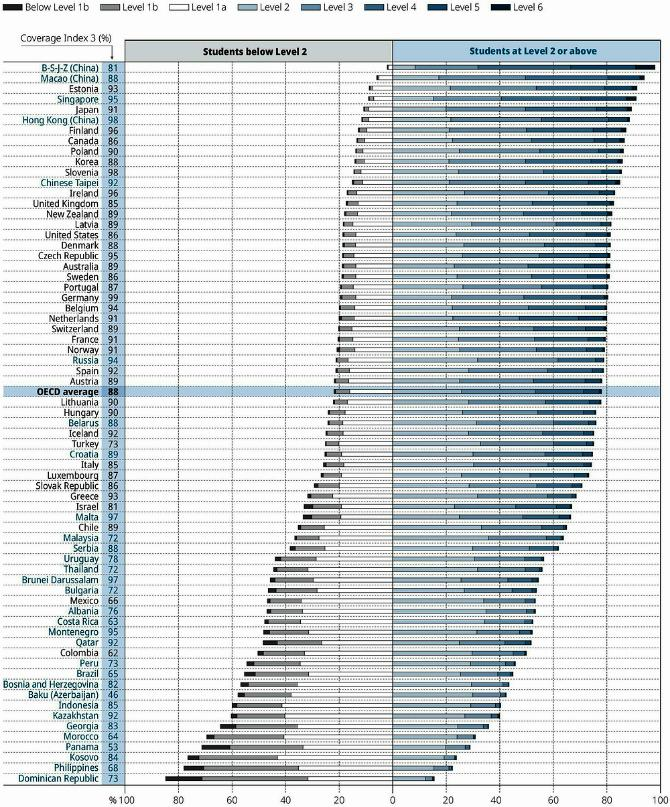 Below Level 1b Level 1b Level 1a Level 2 Level 3 Level 4 Level 5 Level 6
Coverage Index 3 (%)
Students below Level 2 Students at Level 2 or above
B-S-J-Z (China) 81
Macao (China) 88
Estonia 93
Singapore 95
Japan 91
Hong Kong (China) 98
Finland 96
Canada 86
Poland 90
Korea 88
Slovenia 98
Chinese Taipei 92
Ireland 96
United Kingdom 85
New Zealand 89
Latvia 89
United States 86
Denmark 88
Czech Republic 95
Australia 89
Sweden 86
Portugal 87
Germany 99
Belgium 94
Netherlands 91
Switzerland 89
France 91
Norway 91
Russia 94
Spain 92
Austria 89
OECD average 88
Lithuania 90
Hungary 90
Belarus 88
Iceland 92
Turkey 73
Croatia 89
Italy 85
Luxembourg 87
Slovak Republic 86
Greece 93
Israel 81
Malta 97
Chile 89
Malaysia 72
Serbia 88
Uruguay 78
Thailand 72
Brunei Darussalam 97
Bulgaria 72
Mexico 66
Albania 76
Costa Rica 63
Montenegro 95
Qatar 92
Colombia 62
Peru 73
Brazil 65
Bosnia and Herzegovina 82
Baku (Azerbaijan) 46
Indonesia 85
Kazakhstan 92
Georgia 83
Morocco 64
Panama 53
Kosovo 84
Philippines 68
Dominican Republic 73
% 100 80 60 40 20 0 20 40 60 80 100